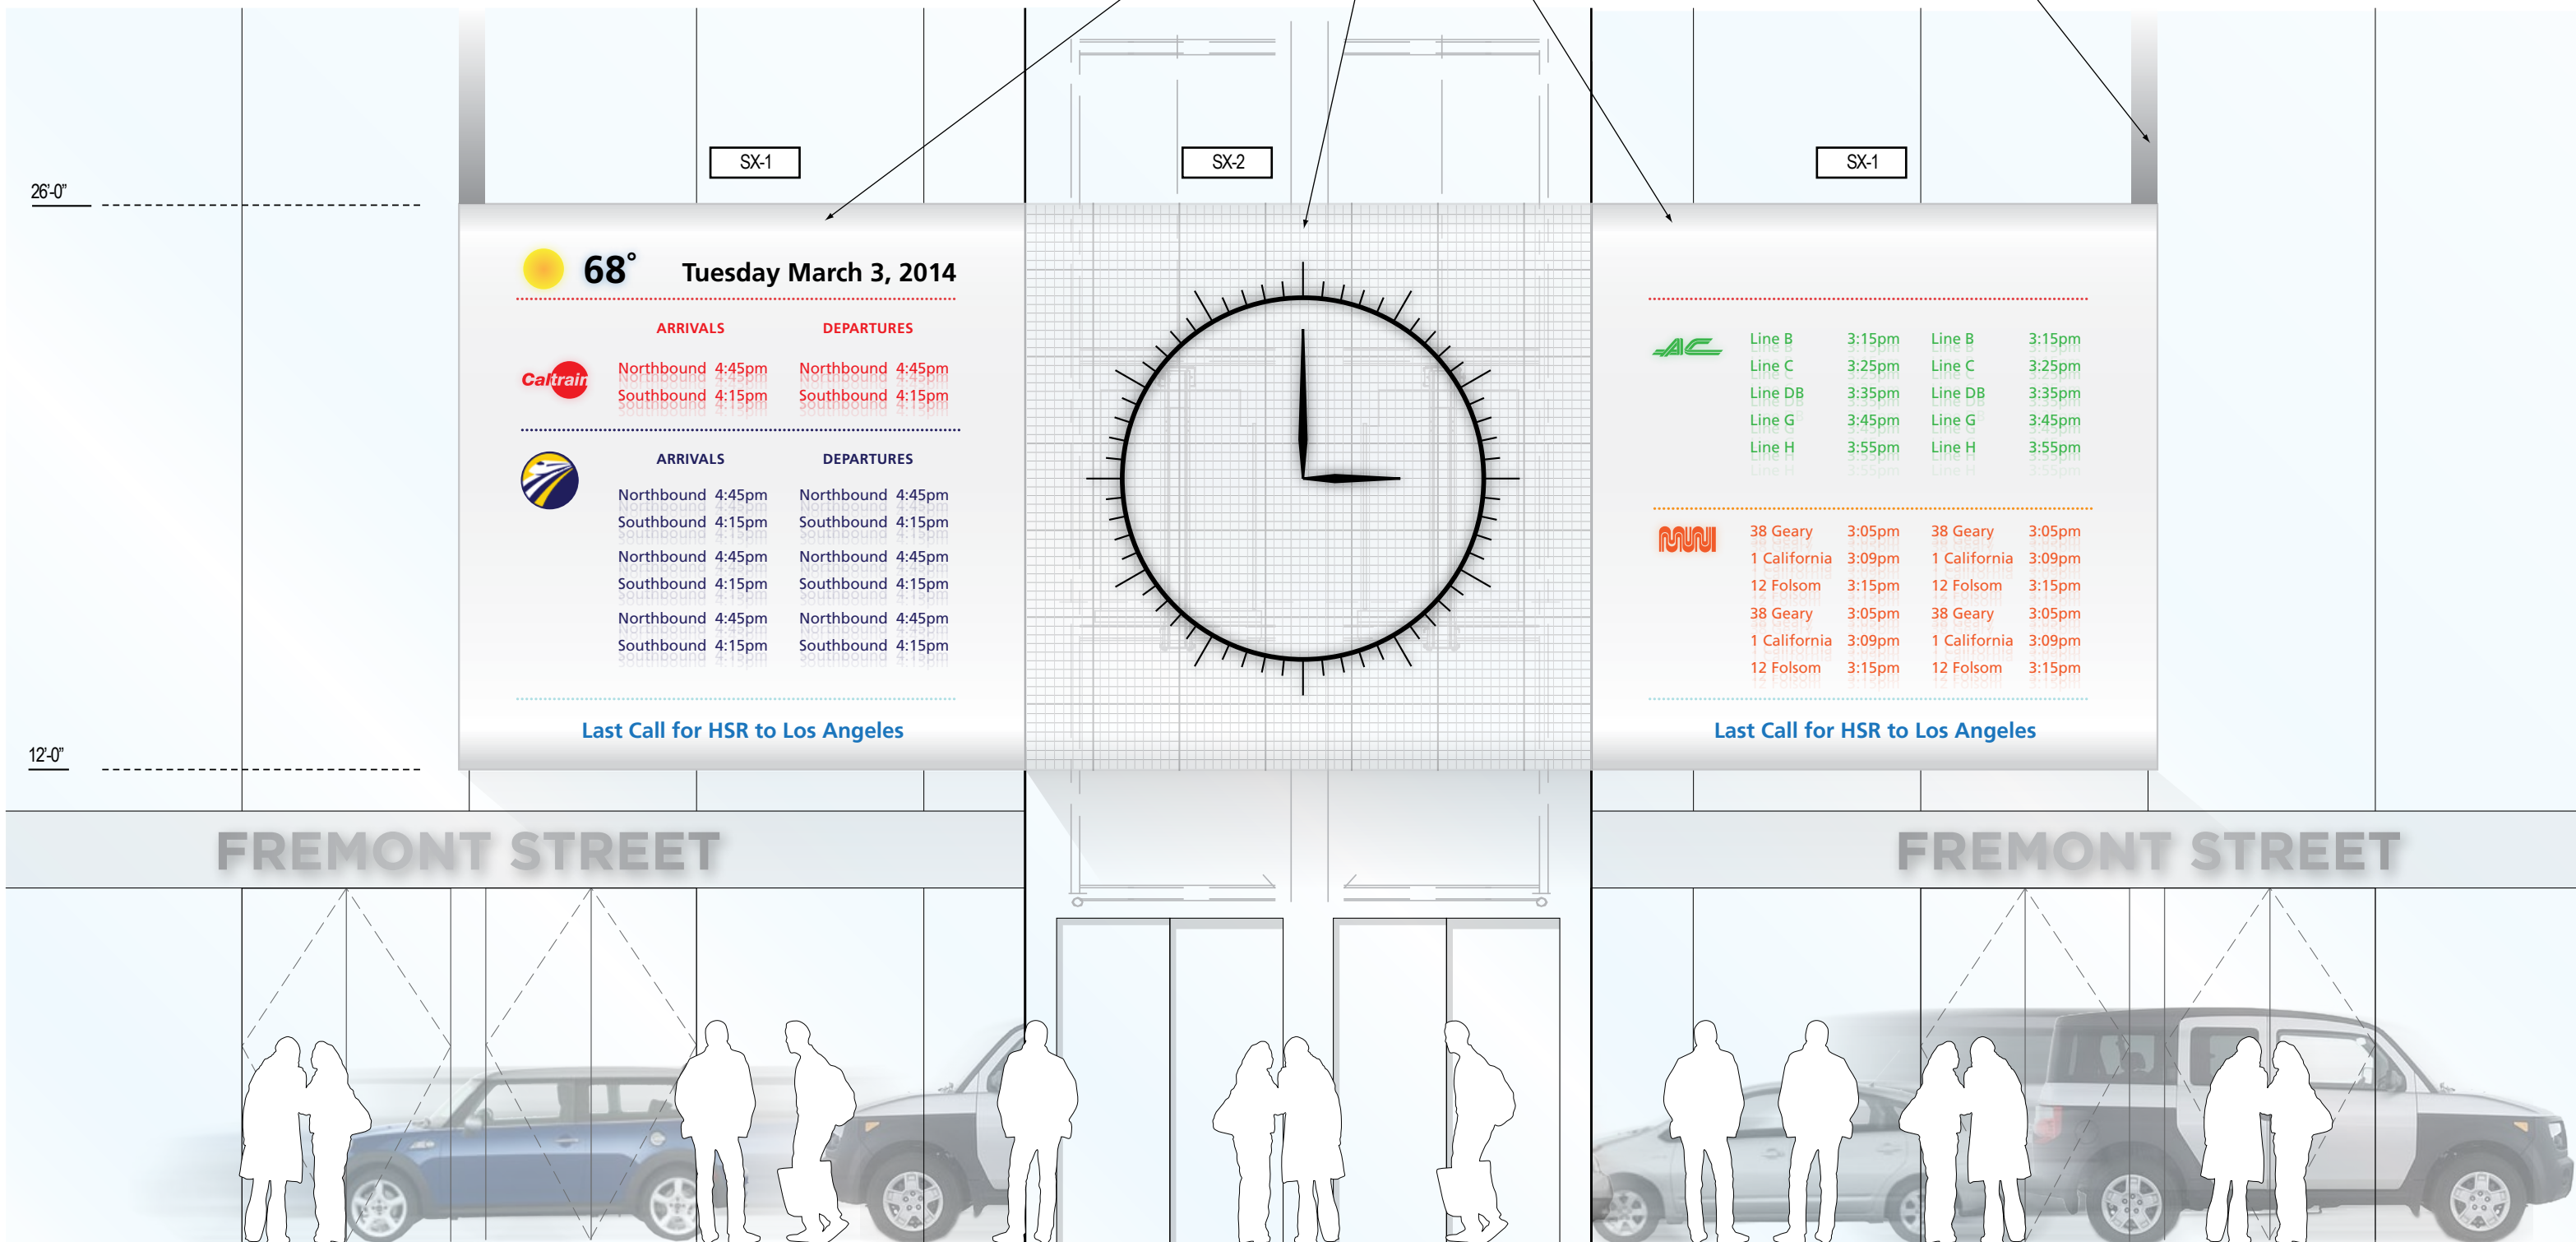 SX-1
SX-2
SX-1
26'-0"
68° Tuesday March 3, 2014
ARRIVALS DEPARTURES
Caltrain
Northbound 4:45pm Northbound 4:45pm
Southbound 4:15pm Southbound 4:15pm
ARRIVALS DEPARTURES
Northbound 4:45pm Northbound 4:45pm
Southbound 4:15pm Southbound 4:15pm
Northbound 4:45pm Northbound 4:45pm
Southbound 4:15pm Southbound 4:15pm
Northbound 4:45pm Northbound 4:45pm
Southbound 4:15pm Southbound 4:15pm
Last Call for HSR to Los Angeles
AC
Line B 3:15pm Line B 3:15pm
Line C 3:25pm Line C 3:25pm
Line DB 3:35pm Line DB 3:35pm
Line G 3:45pm Line G 3:45pm
Line H 3:55pm Line H 3:55pm
MUNI
38 Geary 3:05pm 38 Geary 3:05pm
1 California 3:09pm 1 California 3:09pm
12 Folsom 3:15pm 12 Folsom 3:15pm
38 Geary 3:05pm 38 Geary 3:05pm
1 California 3:09pm 1 California 3:09pm
12 Folsom 3:15pm 12 Folsom 3:15pm
Last Call for HSR to Los Angeles
12'-0"
FREMONT STREET
FREMONT STREET